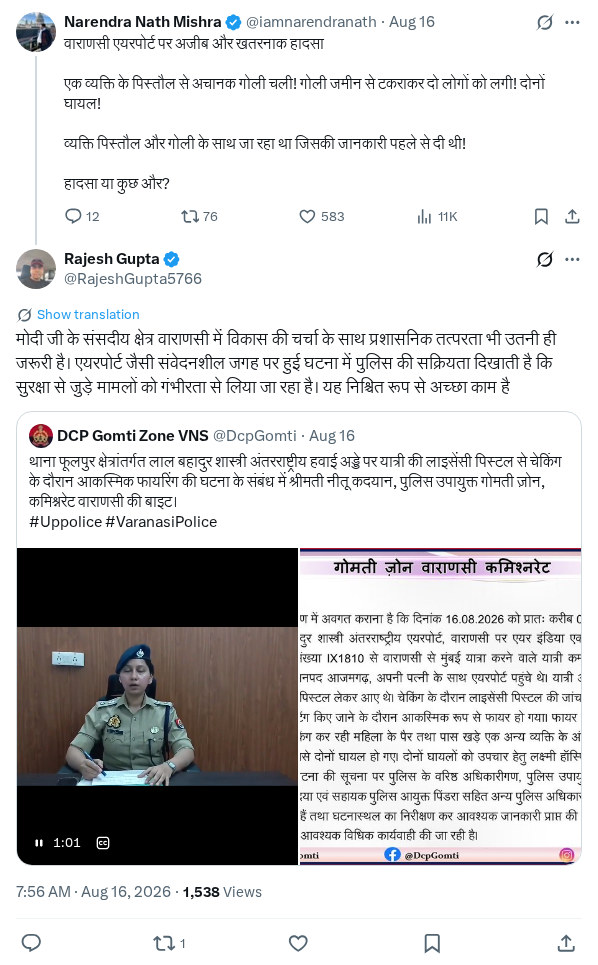 Narendra Nath Mishra @iamnarendranath · Aug 16
वाराणसी एयरपोर्ट पर अजीब और खतरनाक हादसा
एक व्यक्ति के पिस्तौल से अचानक गोली चली! गोली जमीन से टकराकर दो लोगों को लगी! दोनों
घायल!
व्यक्ति पिस्तौल और गोली के साथ जा रहा था जिसकी जानकारी पहले से दी थी!
हादसा या कुछ और?
12 76 583 11K
Rajesh Gupta
@RajeshGupta5766
Show translation
मोदी जी के संसदीय क्षेत्र वाराणसी में विकास की चर्चा के साथ प्रशासनिक तत्परता भी उतनी ही
जरूरी है। एयरपोर्ट जैसी संवेदनशील जगह पर हुई घटना में पुलिस की सक्रियता दिखाती है कि
सुरक्षा से जुड़े मामलों को गंभीरता से लिया जा रहा है। यह निश्चित रूप से अच्छा काम है
DCP Gomti Zone VNS @DcpGomti · Aug 16
थाना फूलपुर क्षेत्रांतर्गत लाल बहादुर शास्त्री अंतरराष्ट्रीय हवाई अड्डे पर यात्री की लाइसेंसी पिस्टल से चेकिंग
के दौरान आकस्मिक फायरिंग की घटना के संबंध में श्रीमती नीतू कदयान, पुलिस उपायुक्त गोमती ज़ोन,
कमिश्नरेट वाराणसी की बाइट।
#Uppolice #VaranasiPolice
गोमती ज़ोन वाराणसी कमिश्नरेट
ण में अवगत कराना है कि दिनांक 16.08.2026 को प्रातः करीब
दुर शास्त्री अंतरराष्ट्रीय एयरपोर्ट, वाराणसी पर एयर इंडिया एक
ंख्या IX1810 से वाराणसी से मुंबई यात्रा करने वाले यात्री कम
नपद आजमगढ़, अपनी पत्नी के साथ एयरपोर्ट पहुंचे थे। यात्री
पिस्टल लेकर आए थे। चेकिंग के दौरान लाइसेंसी पिस्टल की जांच
िंग किए जाने के दौरान आकस्मिक रूप से फायर हो गया। फायर
किंग कर रही महिला के पैर तथा पास खड़े एक अन्य व्यक्ति के अं
से दोनों घायल हो गए। दोनों घायलों को उपचार हेतु लक्ष्मी हॉस्पि
टना की सूचना पर पुलिस के वरिष्ठ अधिकारीगण, पुलिस उपायु
दया एवं सहायक पुलिस आयुक्त पिंडरा सहित अन्य पुलिस अधिकार
हैं तथा घटनास्थल का निरीक्षण कर आवश्यक जानकारी प्राप्त की
आवश्यक विधिक कार्यवाही की जा रही है।
1:01 CC
omti @DcpGomti
7:56 AM · Aug 16, 2026 · 1,538 Views
1